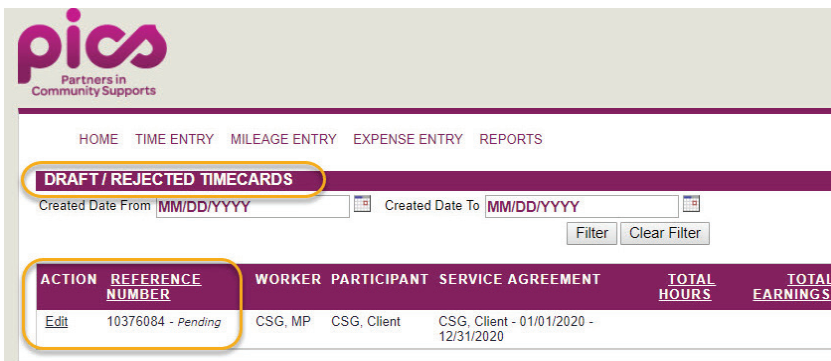 pics
Partners in
Community Supports
HOME TIME ENTRY MILEAGE ENTRY EXPENSE ENTRY REPORTS
DRAFT / REJECTED TIMECARDS
Created Date From MM/DD/YYYY Created Date To MM/DD/YYYY
Filter Clear Filter
ACTION REFERENCE WORKER PARTICIPANT SERVICE AGREEMENT TOTAL TOTAL
NUMBER HOURS EARNINGS
Edit 10376084 - Pending CSG, MP CSG, Client CSG, Client - 01/01/2020 -
12/31/2020